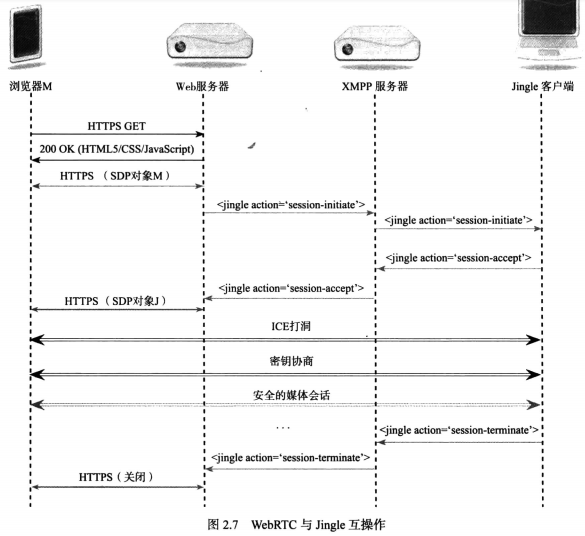 浏览器M
Web服务器
XMPP 服务器
Jingle 客户端
HTTPS GET
200 OK (HTML5/CSS/JavaScript)
HTTPS （SDP对象M）
<jingle action='session-initiate'>
<jingle action='session-initiate'>
<jingle action='session-accept'>
<jingle action='session-accept'>
HTTPS （SDP对象J）
ICE打洞
密钥协商
安全的媒体会话
...
<jingle action='session-terminate'>
<jingle action='session-terminate'>
HTTPS（关闭）
图 2.7 WebRTC 与 Jingle 互操作